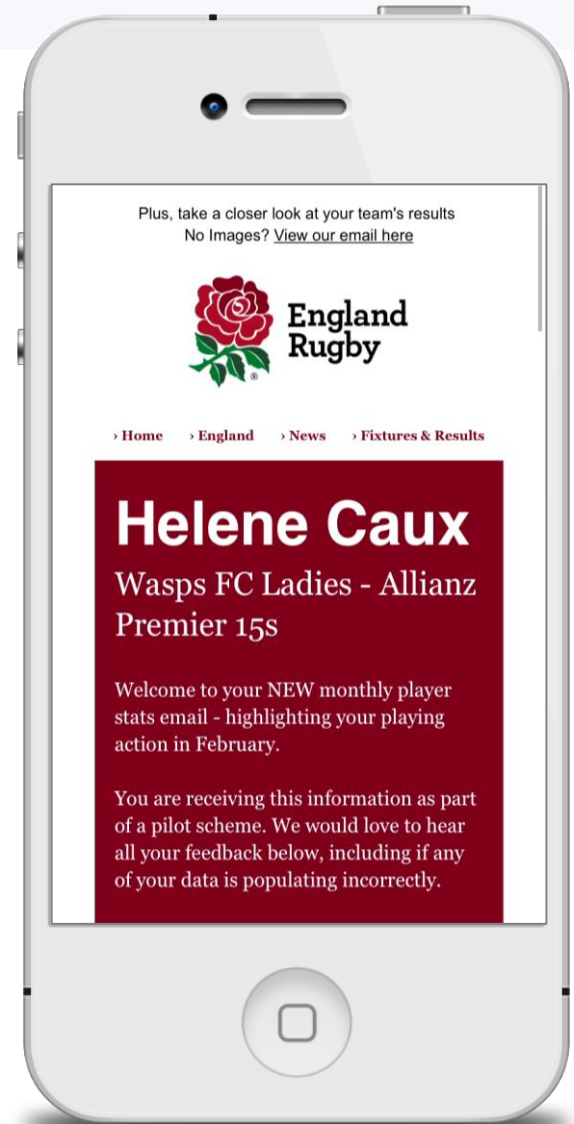 Plus, take a closer look at your team's results
No Images? View our email here
England
Rugby
®
› Home › England › News › Fixtures & Results
Helene Caux
Wasps FC Ladies - Allianz
Premier 15s
Welcome to your NEW monthly player
stats email - highlighting your playing
action in February.
You are receiving this information as part
of a pilot scheme. We would love to hear
all your feedback below, including if any
of your data is populating incorrectly.